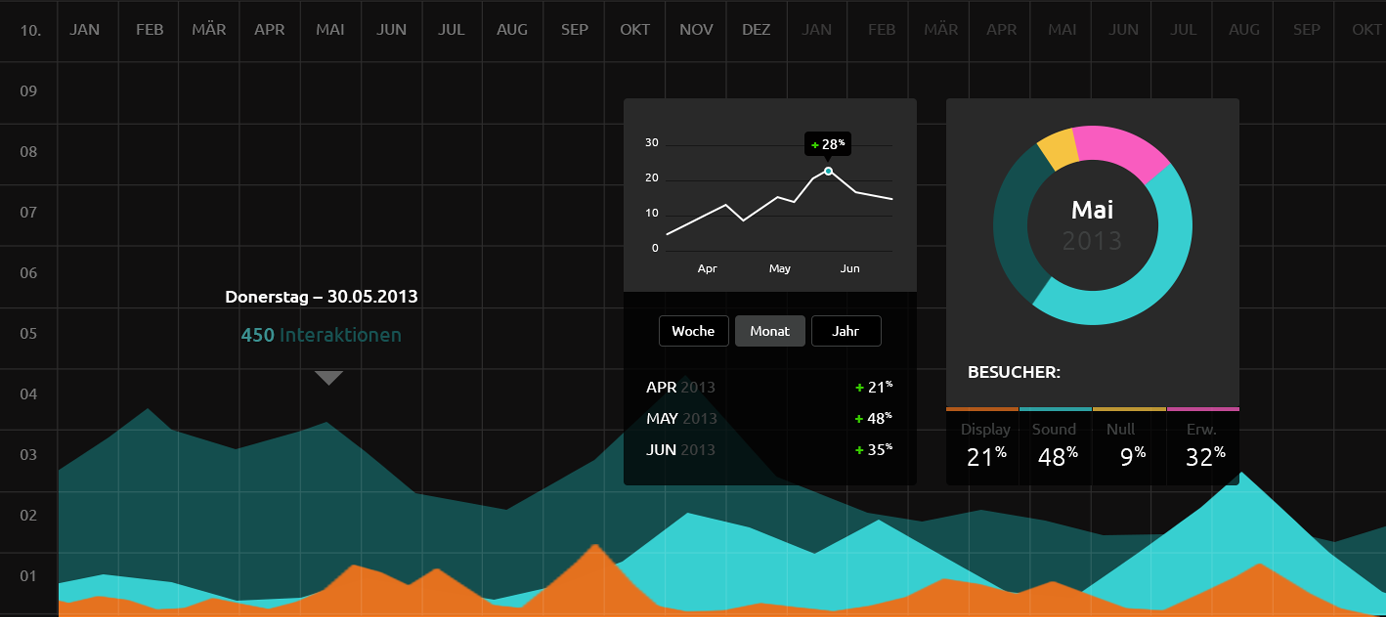 10. JAN FEB MÄR APR MAI JUN JUL AUG SEP OKT NOV DEZ JAN FEB MÄR APR MAI JUN JUL AUG SEP OKT
09
08
07
06
05
04
03
02
01
Donerstag – 30.05.2013
450 Interaktionen
+ 28%
30
20
10
0
Apr May Jun
Woche Monat Jahr
APR 2013 + 21%
MAY 2013 + 48%
JUN 2013 + 35%
Mai
2013
BESUCHER:
Display Sound Null Erw.
21% 48% 9% 32%